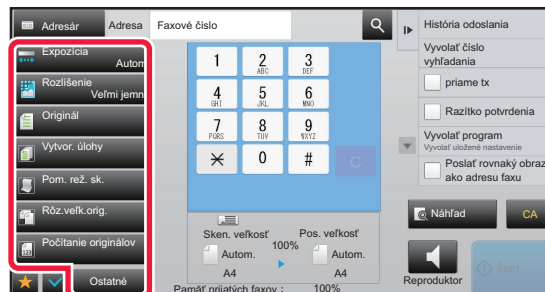 Adresár
Adresa
Faxové číslo
Expozícia
Autom
Rozlíšenie
Veľmi jemn
Originál
Vytvor. úlohy
Pom. rež. sk.
Rôz.veľk.orig.
Počítanie originálov
Ostatné
1
2 ABC
3 DEF
4 GHI
5 JKL
6 MNO
7 PQRS
8 TUV
9 WXYZ
0
#
C
Sken. veľkosť
100%
Pos. veľkosť
Autom.
A4
Autom.
A4
Pamäť prijatých faxov :
100%
História odoslania
Vyvolať číslo
vyhľadania
priame tx
Razítko potvrdenia
Vyvolať program
Vyvolať uložené nastavenie
Poslať rovnaký obraz
ako adresu faxu
Náhľad
CA
Reproduktor
Start